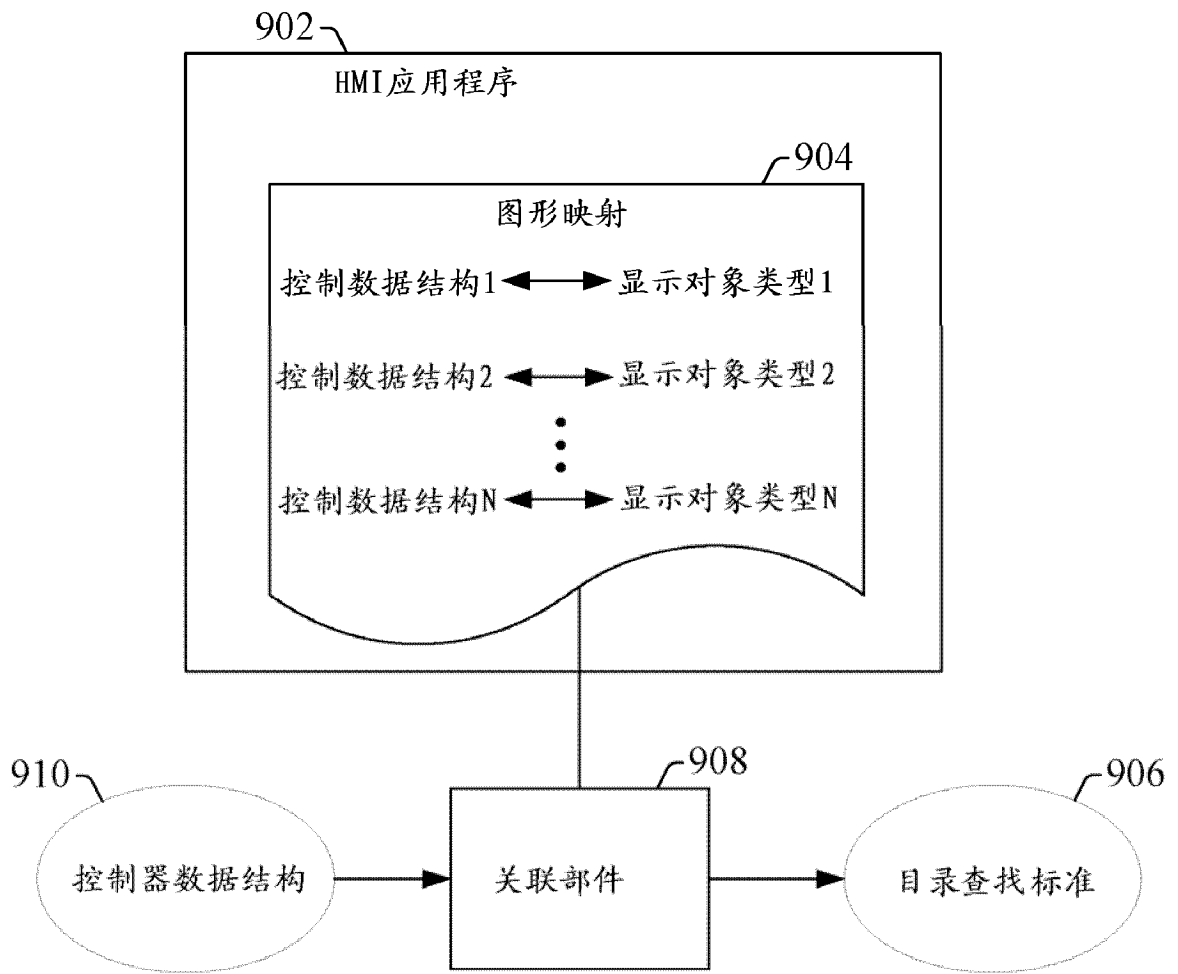 902
HMI应用程序
904
图形映射
控制数据结构1 显示对象类型1
控制数据结构2 显示对象类型2
控制数据结构N 显示对象类型N
910
908
906
控制器数据结构
关联部件
目录查找标准